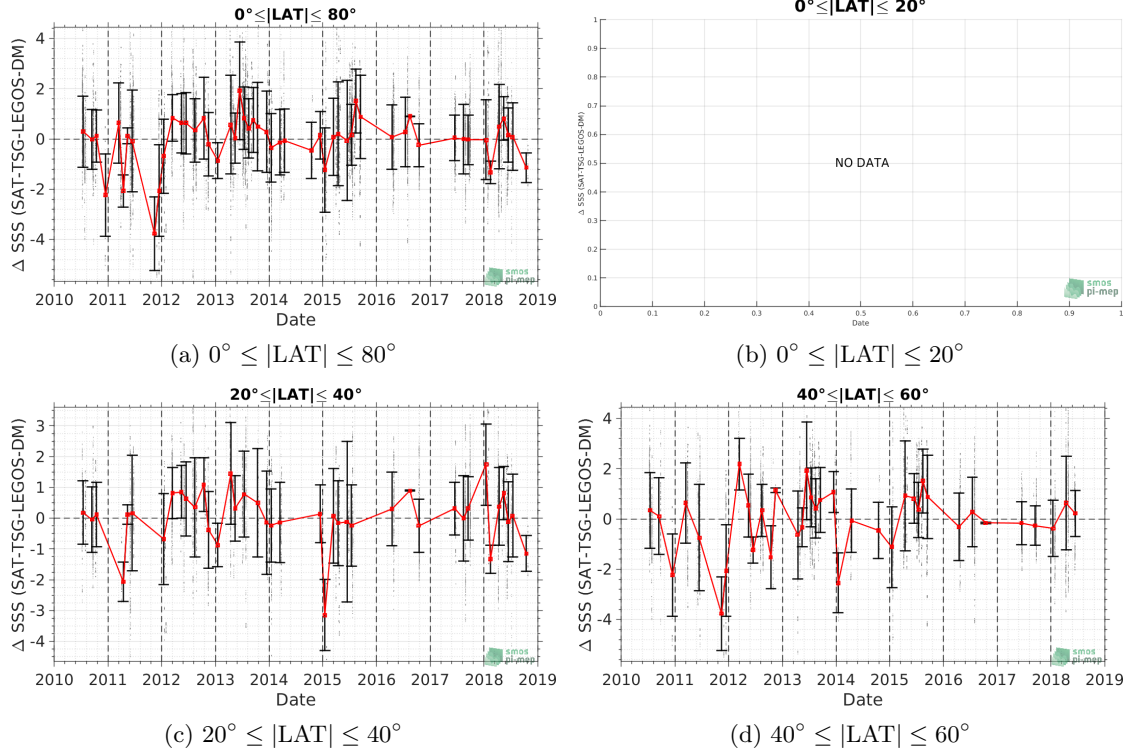 0°≤|LAT|≤ 80°
Δ SSS (SAT-TSG-LEGOS-DM)
4
2
0
-2
-4
2010 2011 2012 2013 2014 2015 2016 2017 2018 2019
Date
smos
pi-mep
(a) 0° ≤ |LAT| ≤ 80°
0°≤|LAT|≤ 20°
Δ SSS (SAT-TSG-LEGOS-DM)
1
0.9
0.8
0.7
0.6
0.5
0.4
0.3
0.2
0.1
0
NO DATA
0 0.1 0.2 0.3 0.4 0.5 0.6 0.7 0.8 0.9 1
Date
smos
pi-mep
(b) 0° ≤ |LAT| ≤ 20°
20°≤|LAT|≤ 40°
Δ SSS (SAT-TSG-LEGOS-DM)
3
2
1
0
-1
-2
-3
-4
2010 2011 2012 2013 2014 2015 2016 2017 2018 2019
Date
smos
pi-mep
(c) 20° ≤ |LAT| ≤ 40°
40°≤|LAT|≤ 60°
Δ SSS (SAT-TSG-LEGOS-DM)
4
2
0
-2
-4
2010 2011 2012 2013 2014 2015 2016 2017 2018 2019
Date
smos
pi-mep
(d) 40° ≤ |LAT| ≤ 60°